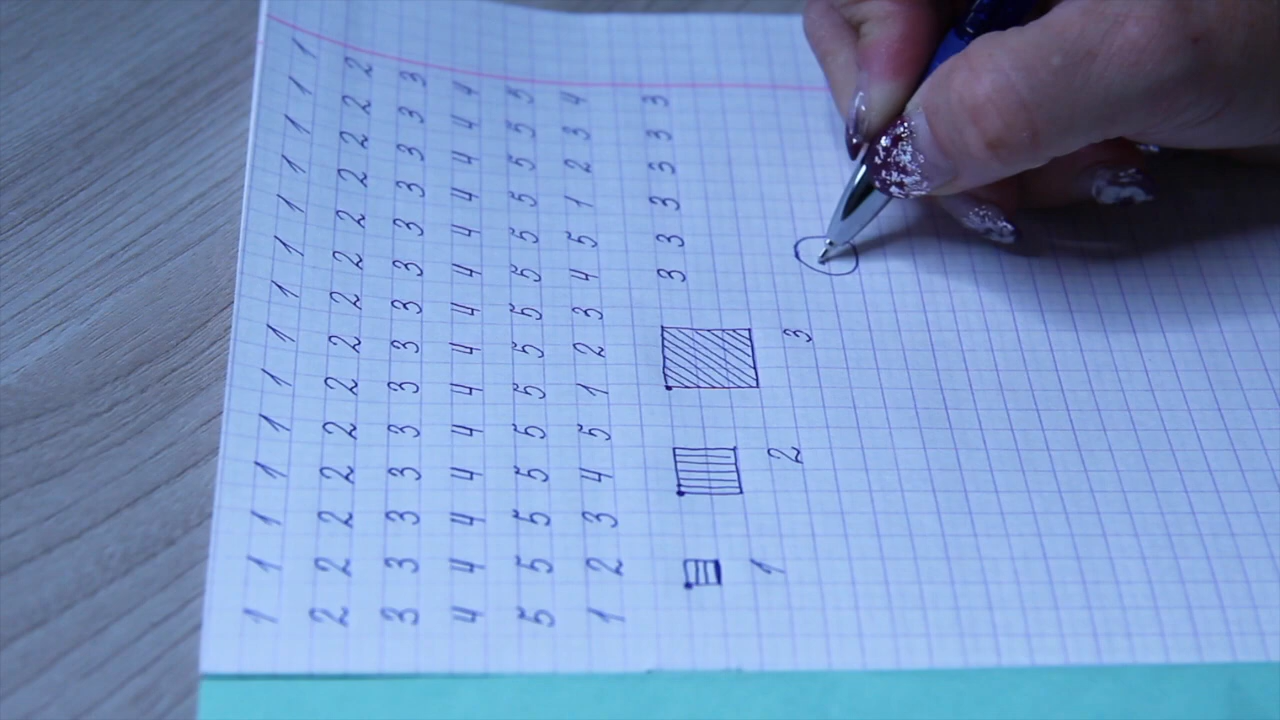 1 1 1 1 1 1 1 1 1 1 1 1 1 1
2 2 2 2 2 2 2 2 2 2 2 2 2 2
3 3 3 3 3 3 3 3 3 3 3 3 3 3
4 4 4 4 4 4 4 4 4 4 4 4 4 4
5 5 5 5 5 5 5 5 5 5 5 5 5 5
1 2 3 4 5 1 2 3 4 5 1 2 3 4
3 3 3 3 3 3
1 2 3